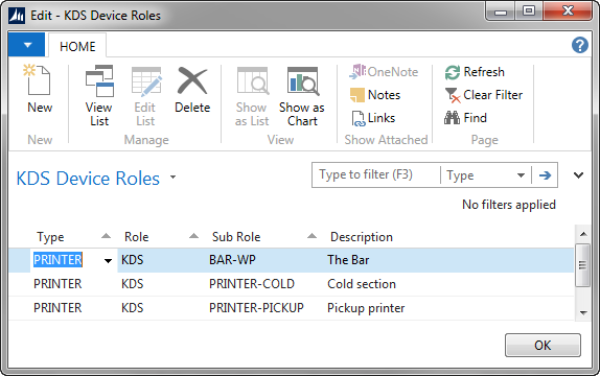 Edit - KDS Device Roles
HOME
New
View List
Edit List
Delete
Show as List
Show as Chart
OneNote
Notes
Links
Refresh
Clear Filter
Find
New
Manage
View
Show Attached
Page
KDS Device Roles
Type to filter (F3) Type
No filters applied
Type Role Sub Role Description
PRINTER KDS BAR-WP The Bar
PRINTER KDS PRINTER-COLD Cold section
PRINTER KDS PRINTER-PICKUP Pickup printer
OK